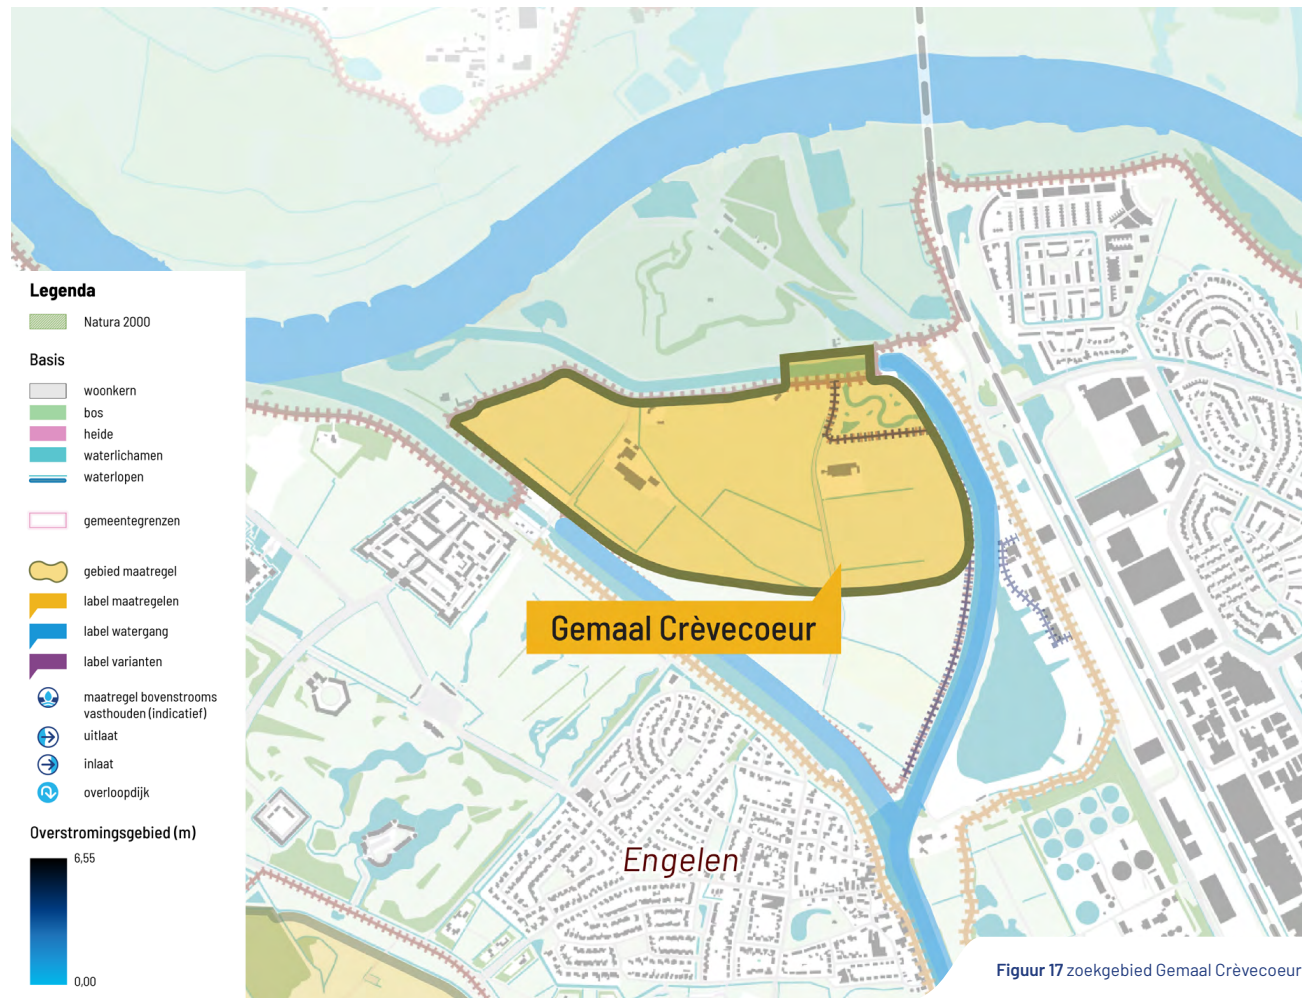 Legenda
Natura 2000
Basis
woonkern
bos
heide
waterlichamen
waterlopen
gemeentegrenzen
gebied maatregel
label maatregelen
label watergang
label varianten
maatregel bovenstrooms
vasthouden (indicatief)
uitlaat
inlaat
overloopdijk
Overstromingsgebied (m)
6,55
0,00
Gemaal Crèvecoeur
Engelen
Figuur 17 zoekgebied Gemaal Crèvecoeur